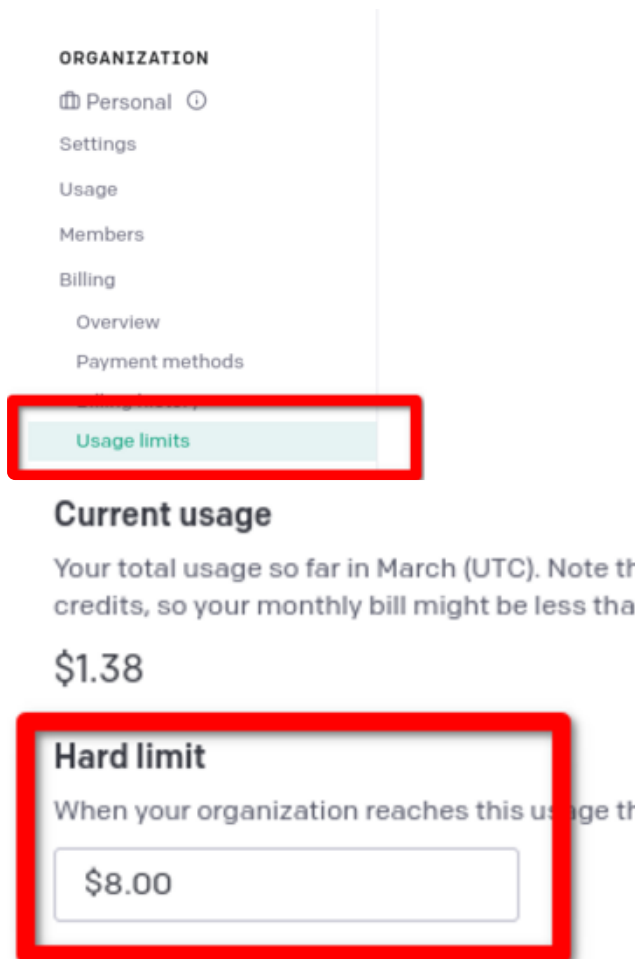 ORGANIZATION
Personal
Settings
Usage
Members
Billing
Overview
Payment methods
Usage limits
Current usage
Your total usage so far in March (UTC). Note th
credits, so your monthly bill might be less tha
$1.38
Hard limit
When your organization reaches this usage th
$8.00